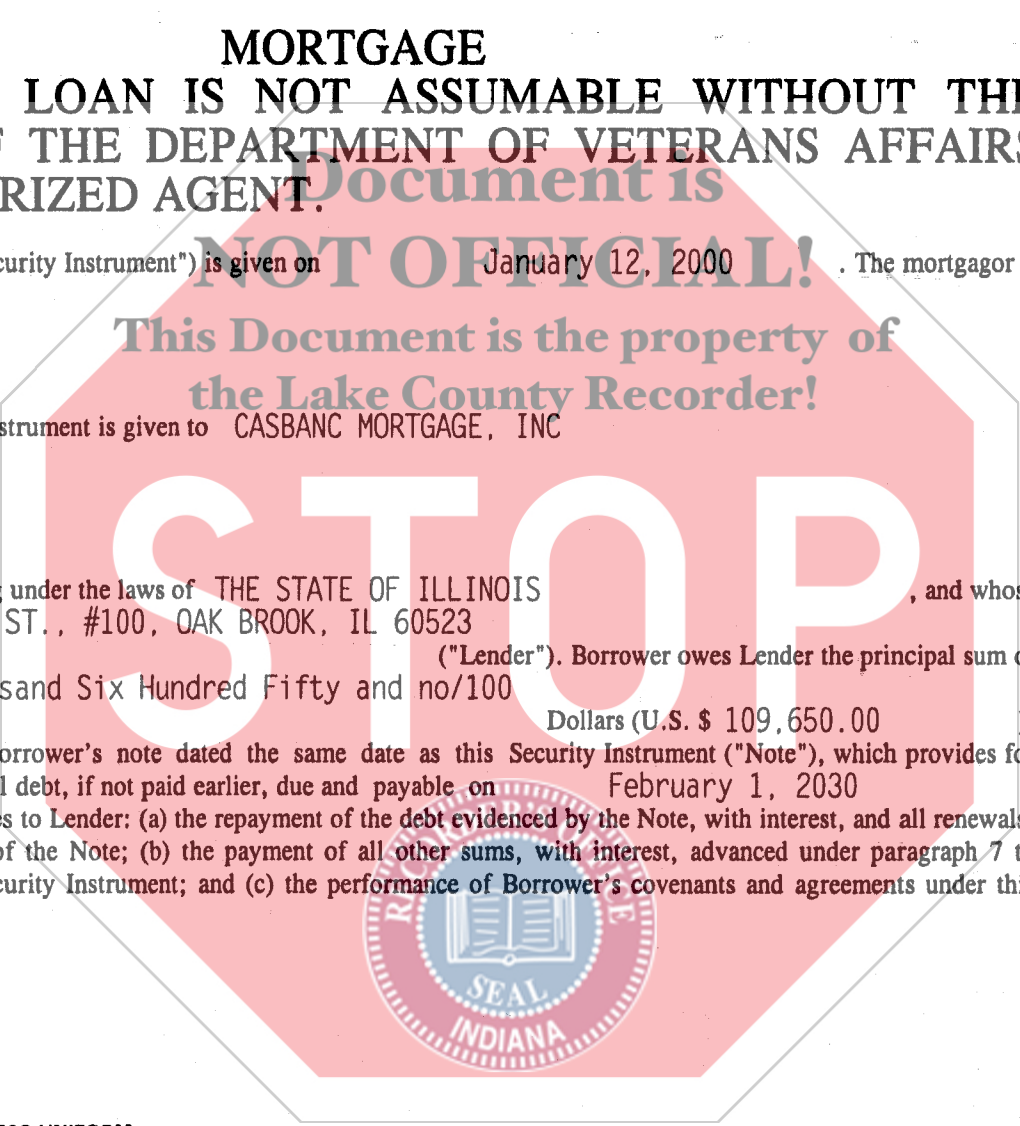 MORTGAGE
LOAN IS NOT ASSUMABLE WITHOUT THE
THE DEPARTMENT OF VETERANS AFFAIRS
RIZED AGENT.
Document is
curity Instrument") is given on January 12, 2000 . The mortgagor
NOT OFFICIAL!
This Document is the property of
the Lake County Recorder!
strument is given to CASBANC MORTGAGE, INC
STOP
under the laws of THE STATE OF ILLINOIS , and whos
ST., #100, OAK BROOK, IL 60523
("Lender"). Borrower owes Lender the principal sum o
sand Six Hundred Fifty and no/100
Dollars (U.S. $ 109,650.00
orrower's note dated the same date as this Security Instrument ("Note"), which provides fo
l debt, if not paid earlier, due and payable on February 1, 2030
s to Lender: (a) the repayment of the debt evidenced by the Note, with interest, and all renewals
of the Note; (b) the payment of all other sums, with interest, advanced under paragraph 7 t
curity Instrument; and (c) the performance of Borrower's covenants and agreements under thi
RECORDER'S OFFICE
SEAL
INDIANA